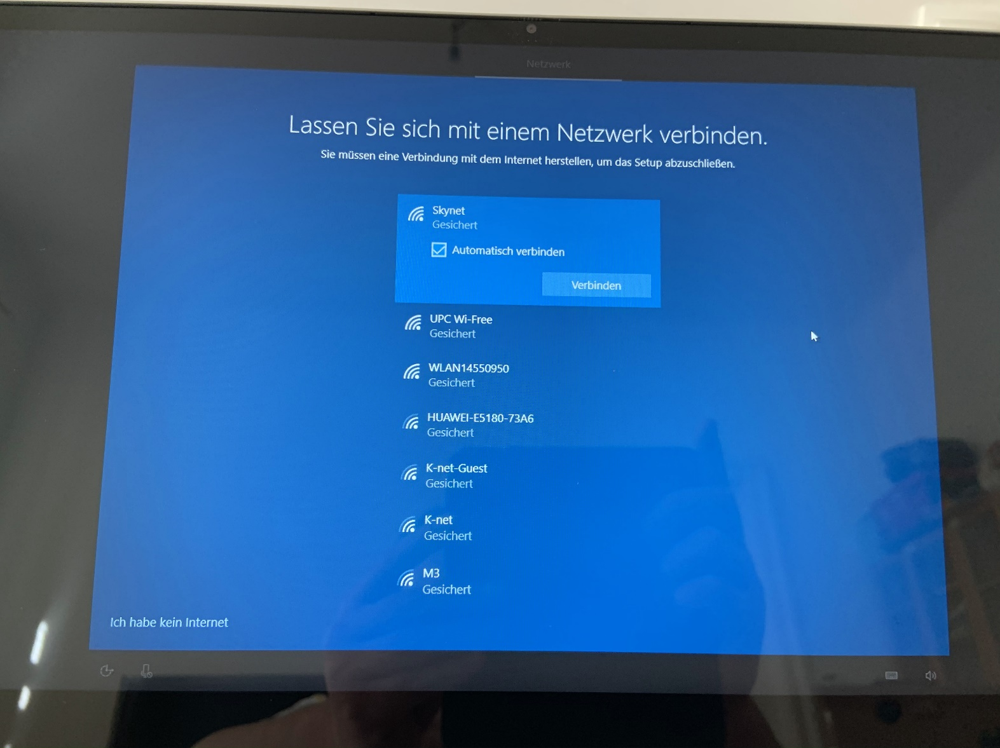 Netzwerk
Lassen Sie sich mit einem Netzwerk verbinden.
Sie müssen eine Verbindung mit dem Internet herstellen, um das Setup abzuschließen.
Skynet
Gesichert
Automatisch verbinden
Verbinden
UPC Wi-Free
Gesichert
WLAN14550950
Gesichert
HUAWEI-E5180-73A6
Gesichert
K-net-Guest
Gesichert
K-net
Gesichert
M3
Gesichert
Ich habe kein Internet